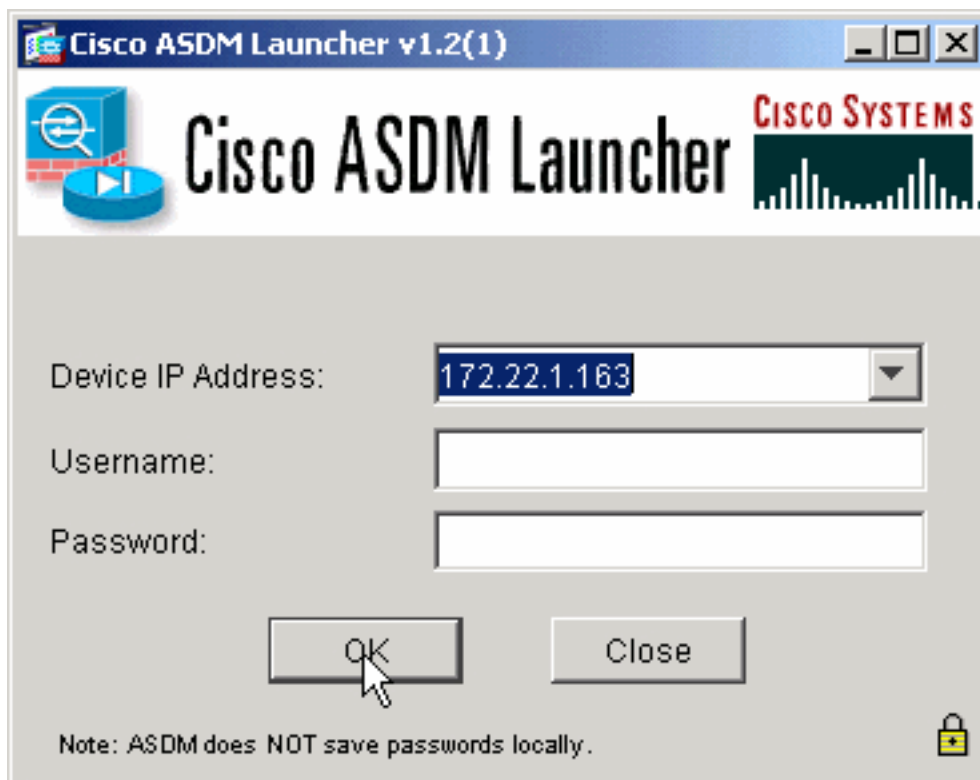 Cisco ASDM Launcher v1.2(1)
Cisco ASDM Launcher
CISCO SYSTEMS
Device IP Address:
172.22.1.163
Username:
Password:
OK
Close
Note: ASDM does NOT save passwords locally.